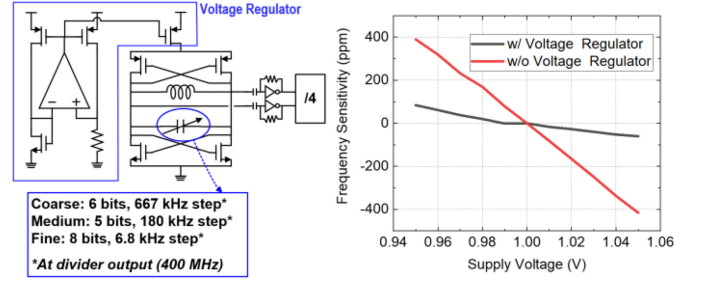 Voltage Regulator
− +
/4
Coarse: 6 bits, 667 kHz step*
Medium: 5 bits, 180 kHz step*
Fine: 8 bits, 6.8 kHz step*
*At divider output (400 MHz)
Frequency Sensitivity (ppm)
400
200
0
-200
-400
w/ Voltage Regulator
w/o Voltage Regulator
0.94 0.96 0.98 1.00 1.02 1.04 1.06
Supply Voltage (V)